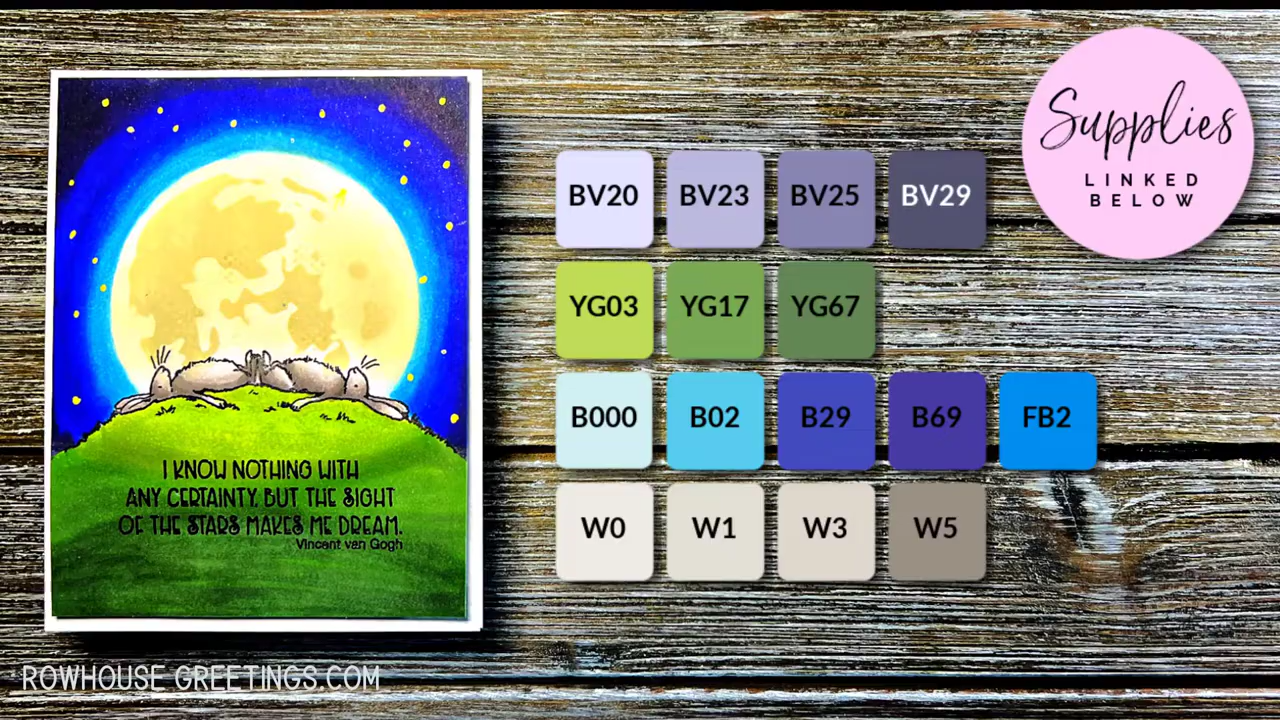 Supplies
LINKED
BELOW
BV20 BV23 BV25 BV29
YG03 YG17 YG67
B000 B02 B29 B69 FB2
W0 W1 W3 W5
I KNOW NOTHING WITH
ANY CERTAINTY, BUT THE SIGHT
OF THE STARS MAKES ME DREAM.
Vincent van Gogh
ROWHOUSE GREETINGS.COM